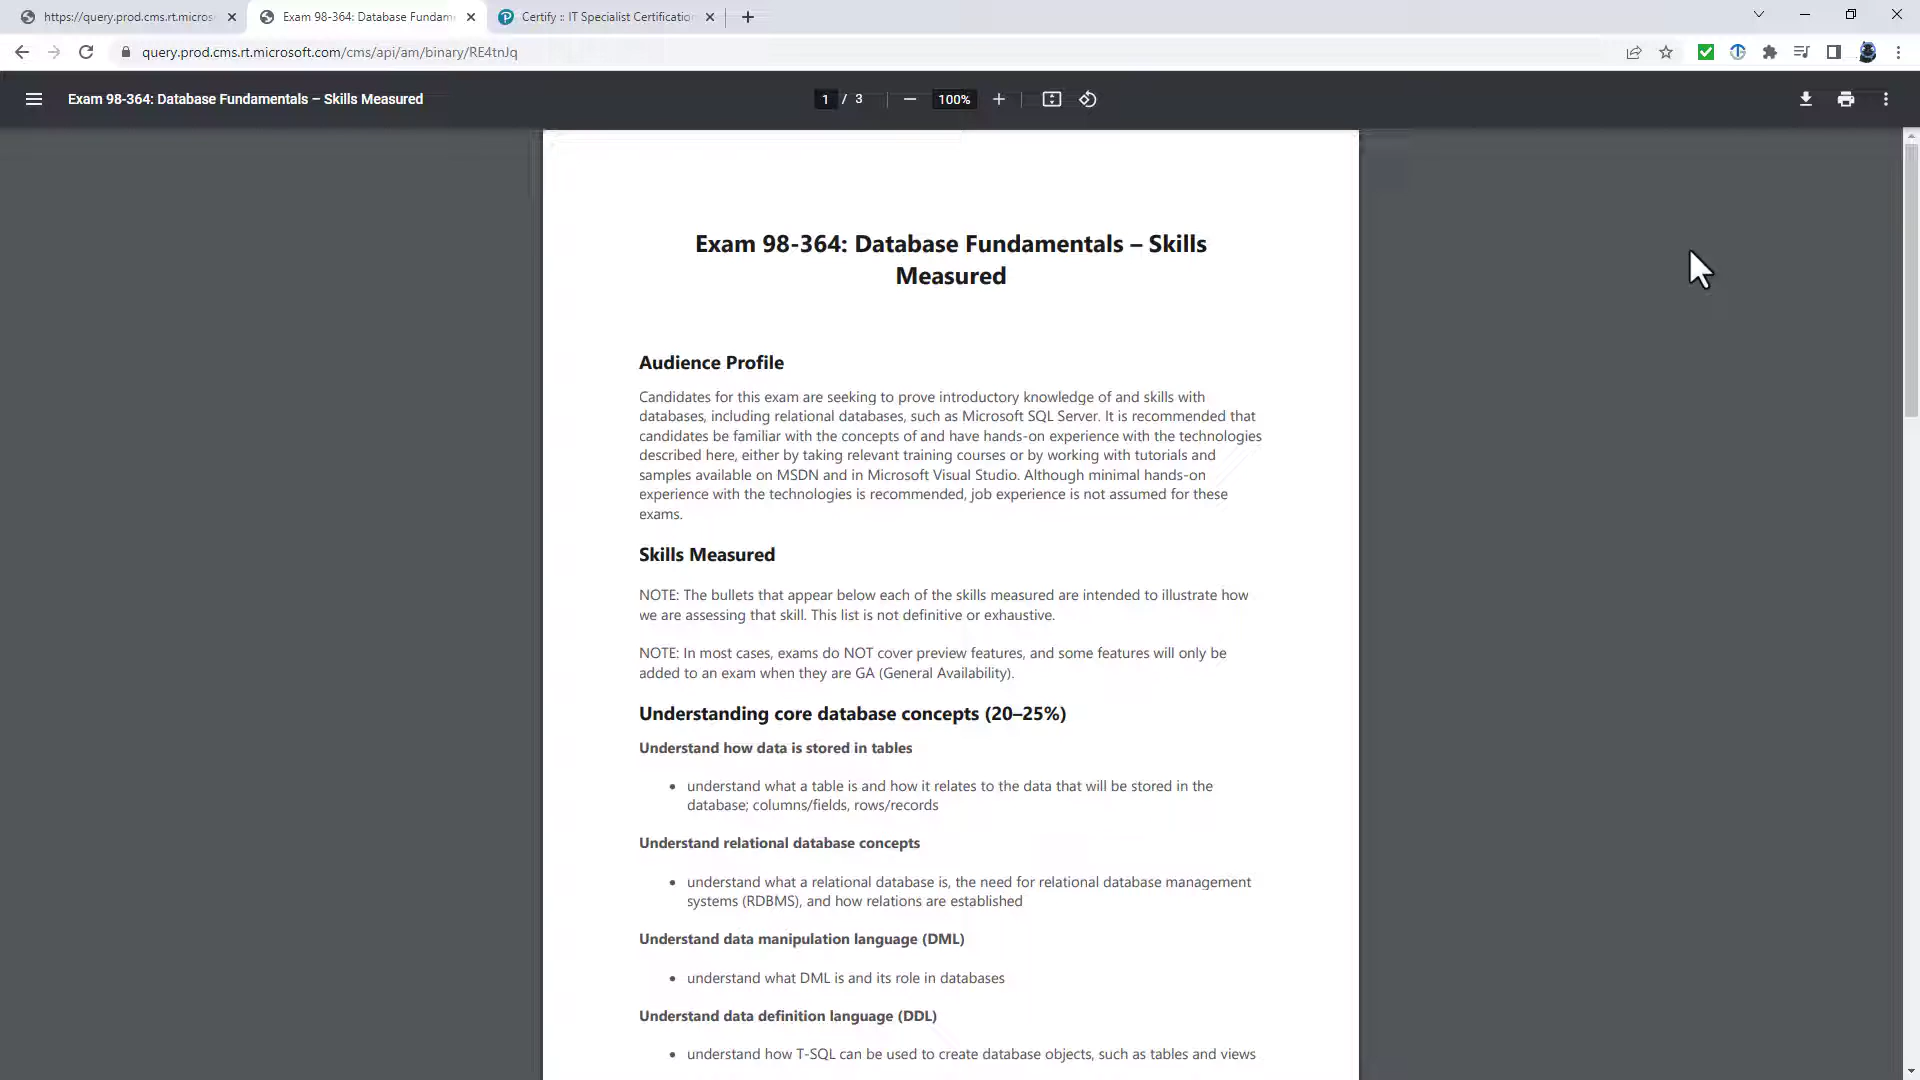 https://query.prod.cms.rt.micros
Exam 98-364: Database Fundam
Certify :: IT Specialist Certificatio
query.prod.cms.rt.microsoft.com/cms/api/am/binary/RE4tnJq
Exam 98-364: Database Fundamentals – Skills Measured
1 / 3
100%
Exam 98-364: Database Fundamentals – Skills
Measured
Audience Profile
Candidates for this exam are seeking to prove introductory knowledge of and skills with
databases, including relational databases, such as Microsoft SQL Server. It is recommended that
candidates be familiar with the concepts of and have hands-on experience with the technologies
described here, either by taking relevant training courses or by working with tutorials and
samples available on MSDN and in Microsoft Visual Studio. Although minimal hands-on
experience with the technologies is recommended, job experience is not assumed for these
exams.
Skills Measured
NOTE: The bullets that appear below each of the skills measured are intended to illustrate how
we are assessing that skill. This list is not definitive or exhaustive.
NOTE: In most cases, exams do NOT cover preview features, and some features will only be
added to an exam when they are GA (General Availability).
Understanding core database concepts (20–25%)
Understand how data is stored in tables
• understand what a table is and how it relates to the data that will be stored in the
database; columns/fields, rows/records
Understand relational database concepts
• understand what a relational database is, the need for relational database management
systems (RDBMS), and how relations are established
Understand data manipulation language (DML)
• understand what DML is and its role in databases
Understand data definition language (DDL)
• understand how T-SQL can be used to create database objects, such as tables and views